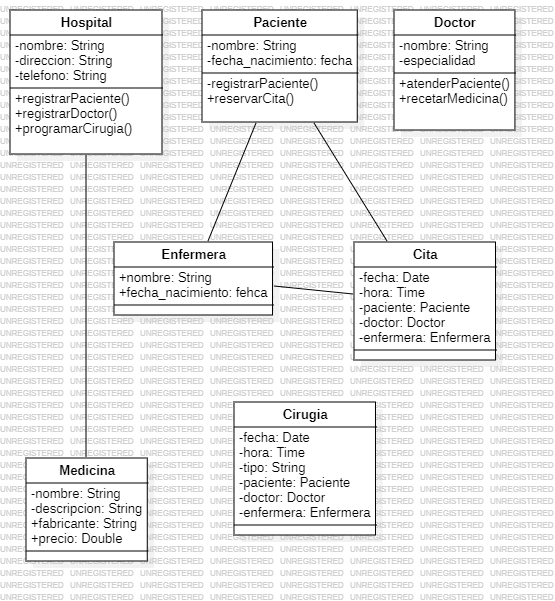 Hospital
-nombre: String
-direccion: String
-telefono: String
+registrarPaciente()
+registrarDoctor()
+programarCirugia()
Paciente
-nombre: String
-fecha_nacimiento: fecha
-registrarPaciente()
+reservarCita()
Doctor
-nombre: String
-especialidad
+atenderPaciente()
+recetarMedicina()
Enfermera
+nombre: String
+fecha_nacimiento: fehca
Cita
-fecha: Date
-hora: Time
-paciente: Paciente
-doctor: Doctor
-enfermera: Enfermera
Cirugia
-fecha: Date
-hora: Time
-tipo: String
-paciente: Paciente
-doctor: Doctor
-enfermera: Enfermera
Medicina
-nombre: String
-descripcion: String
+fabricante: String
+precio: Double
UNREGISTERED